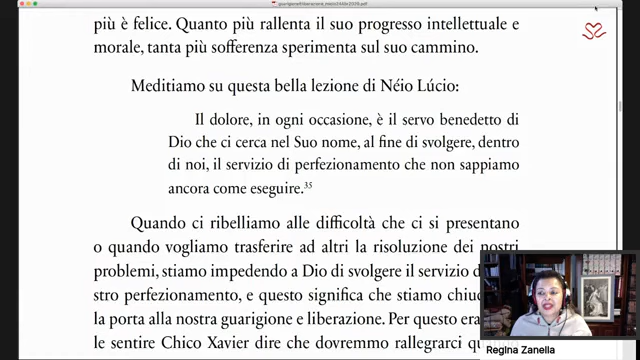 guarigioneliberazione_miolo2440c2019.pdf
più è felice. Quanto più rallenta il suo progresso intellettuale e
morale, tanta più sofferenza sperimenta sul suo cammino.
Meditiamo su questa bella lezione di Néio Lúcio:
Il dolore, in ogni occasione, è il servo benedetto di
Dio che ci cerca nel Suo nome, al fine di svolgere, dentro
di noi, il servizio di perfezionamento che non sappiamo
ancora come eseguire.35
Quando ci ribelliamo alle difficoltà che ci si presentano
o quando vogliamo trasferire ad altri la risoluzione dei nostri
problemi, stiamo impedendo a Dio di svolgere il servizio
stro perfezionamento, e questo significa che stiamo
la porta alla nostra guarigione e liberazione. Per questo
le sentire Chico Xavier dire che dovremmo rallegrarci
Regina Zanella